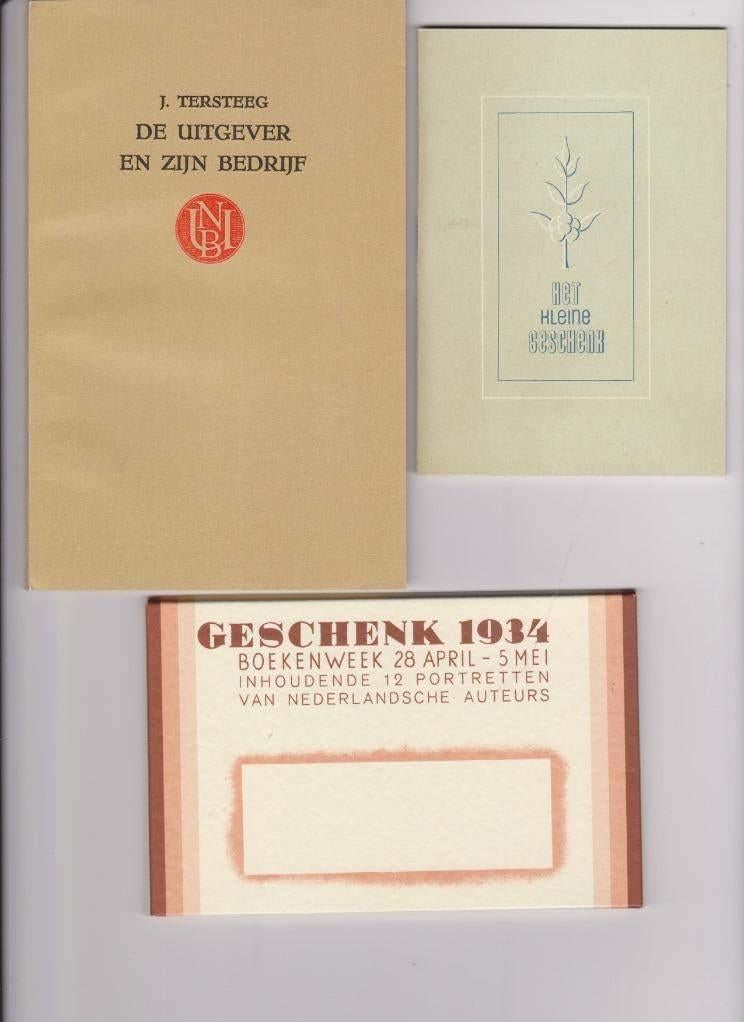 J. TERSTEEG
DE UITGEVER
EN ZIJN BEDRIJF
UNBI
HET
KLEINE
GESCHENK
GESCHENK 1934
BOEKENWEEK 28 APRIL – 5 MEI
INHOUDENDE 12 PORTRETTEN
VAN NEDERLANDSCHE AUTEURS